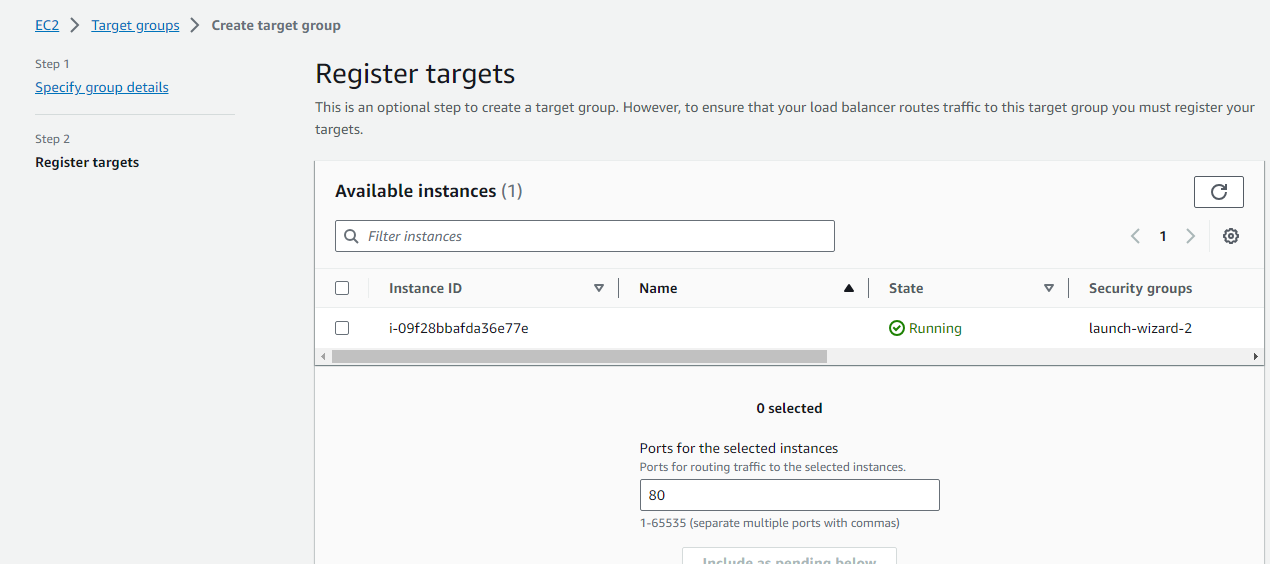 EC2 > Target groups > Create target group
Step 1
Specify group details
Step 2
Register targets
Register targets
This is an optional step to create a target group. However, to ensure that your load balancer routes traffic to this target group you must register your
targets.
Available instances (1)
Filter instances
1
Instance ID Name State Security groups
i-09f28bbafda36e77e Running launch-wizard-2
0 selected
Ports for the selected instances
Ports for routing traffic to the selected instances.
80
1-65535 (separate multiple ports with commas)
Include as pending below